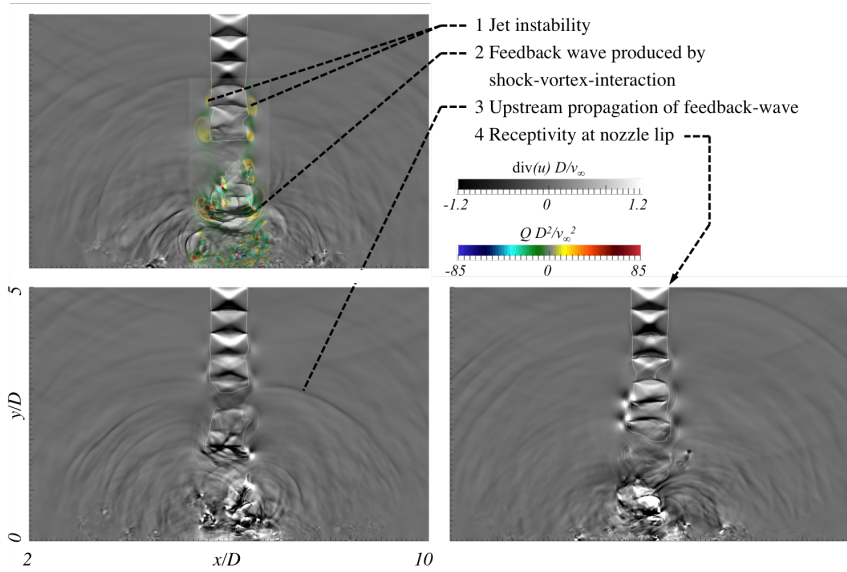 1 Jet instability
2 Feedback wave produced by
shock-vortex-interaction
3 Upstream propagation of feedback-wave
4 Receptivity at nozzle lip
div(u) D/v∞
-1.2 0 1.2
Q D²/v∞²
-85 0 85
5
y/D
0
2 x/D 10